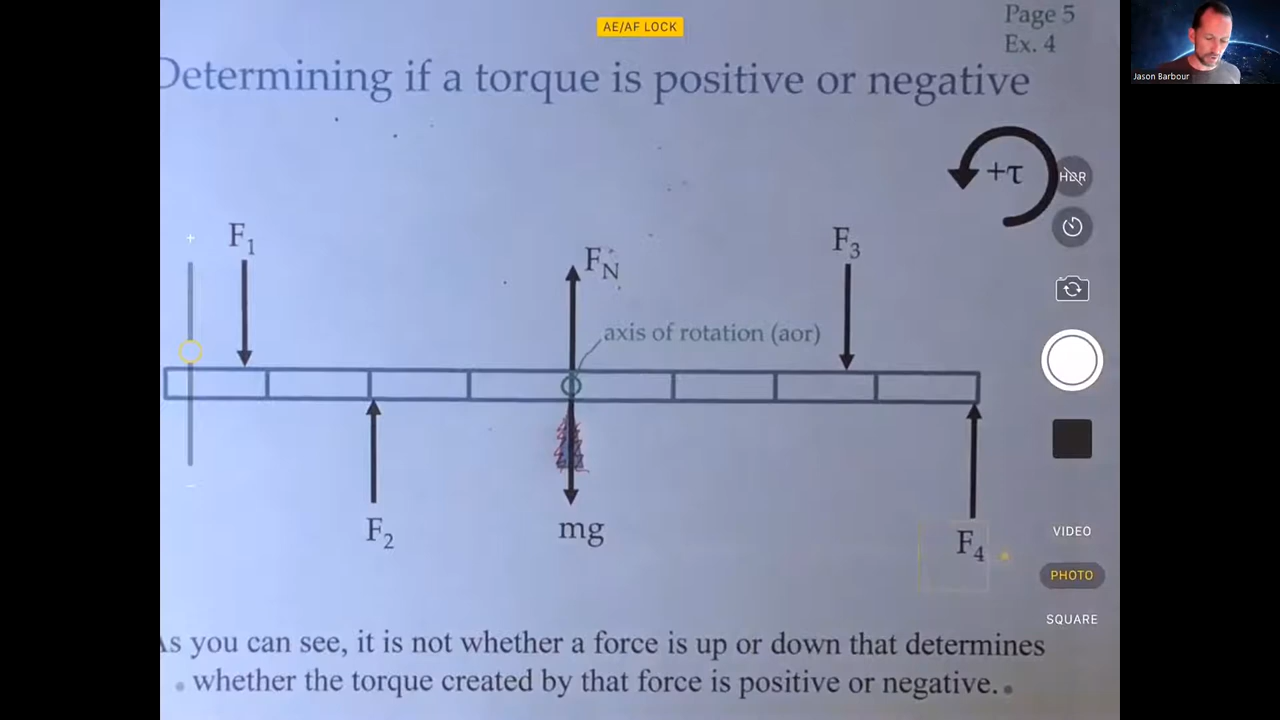 AE/AF LOCK
Page 5
Ex. 4
Jason Barbour
Determining if a torque is positive or negative
+τ
HDR
F1
FN
F3
axis of rotation (aor)
F2
mg
F4
VIDEO
PHOTO
SQUARE
As you can see, it is not whether a force is up or down that determines
whether the torque created by that force is positive or negative.